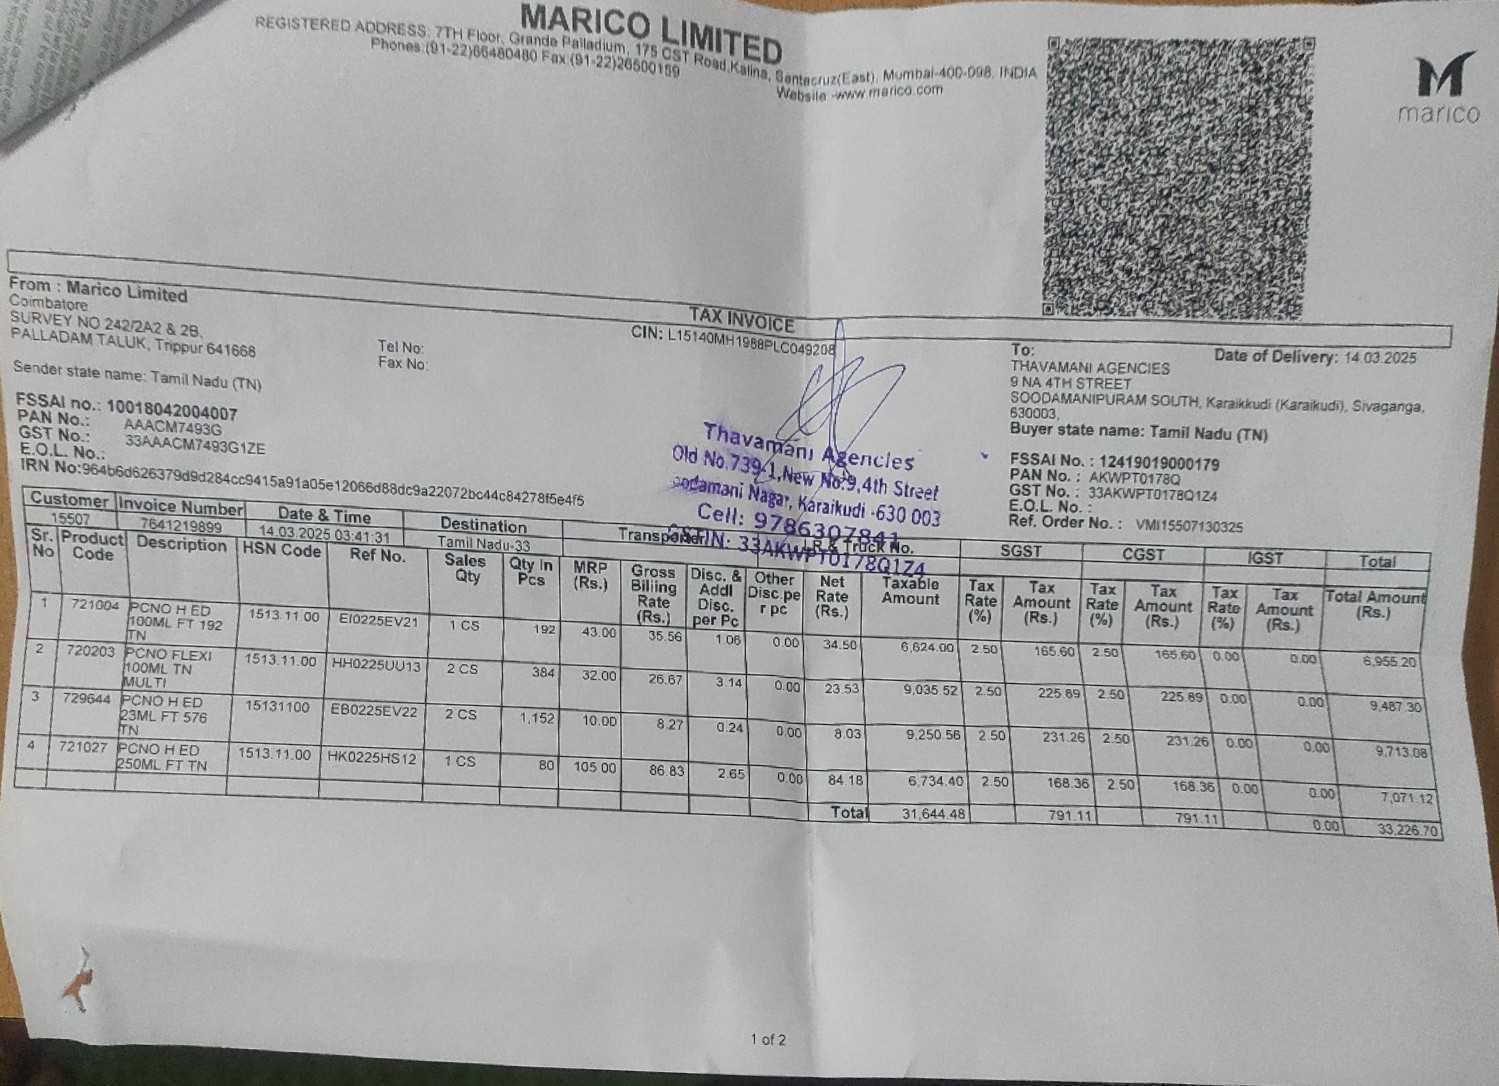 MARICO LIMITED
REGISTERED ADDRESS: 7TH Floor, Grande Palladium, 175 CST Road,Kalina, Santacruz(East), Mumbai-400-098, INDIA
Phones:(91-22)66480480 Fax:(91-22)26500159
Website -www.marico.com
marico
TAX INVOICE
CIN: L15140MH1988PLC049208
From : Marico Limited
Coimbatore
SURVEY NO 242/2A2 & 2B,
PALLADAM TALUK, Trippur 641668
Tel No:
Fax No:
Sender state name: Tamil Nadu (TN)
FSSAI no.: 10018042004007
PAN No.: AAACM7493G
GST No.: 33AAACM7493G1ZE
E.O.L. No.:
IRN No:964b6d626379d9d284cc9415a91a05e12066d88dc9a22072bc44c84278f5e4f5
To:
Date of Delivery: 14.03.2025
THAVAMANI AGENCIES
9 NA 4TH STREET
SOODAMANIPURAM SOUTH, Karaikkudi (Karaikudi), Sivaganga,
630003,
Buyer state name: Tamil Nadu (TN)
FSSAI No. : 12419019000179
PAN No. : AKWPT0178Q
GST No. : 33AKWPT0178Q1Z4
E.O.L. No. :
Ref. Order No. : VMI15507130325
Thavamani Agencies
Old No.739-1,New No:9,4th Street
oodamani Nagar, Karaikudi -630 003
Cell: 9786307841
GSTIN: 33AKWPT0178Q1Z4
Customer Invoice Number Date & Time Destination Transporter LR & Truck No. SGST CGST IGST Total
15507 7641219899 14.03.2025 03:41:31 Tamil Nadu-33
Sr. No Product Code Description HSN Code Ref No. Sales Qty Qty In Pcs MRP (Rs.) Gross Billing Rate (Rs.) Disc. & Addl Disc. per Pc Other Disc.pe r pc Net Rate (Rs.) Taxable Amount Tax Rate (%) Tax Amount (Rs.) Tax Rate (%) Tax Amount (Rs.) Tax Rate (%) Tax Amount (Rs.) Total Amount (Rs.)
1 721004 PCNO H ED 100ML FT 192 TN 1513.11.00 EI0225EV21 1 CS 192 43.00 35.56 1.06 0.00 34.50 6,624.00 2.50 165.60 2.50 165.60 0.00 0.00 6,955.20
2 720203 PCNO FLEXI 100ML TN MULTI 1513.11.00 HH0225UU13 2 CS 384 32.00 26.67 3.14 0.00 23.53 9,035.52 2.50 225.89 2.50 225.89 0.00 0.00 9,487.30
3 729644 PCNO H ED 23ML FT 576 TN 15131100 EB0225EV22 2 CS 1,152 10.00 8.27 0.24 0.00 8.03 9,250.56 2.50 231.26 2.50 231.26 0.00 0.00 9,713.08
4 721027 PCNO H ED 250ML FT TN 1513.11.00 HK0225HS12 1 CS 80 105.00 86.83 2.65 0.00 84.18 6,734.40 2.50 168.36 2.50 168.36 0.00 0.00 7,071.12
Total 31,644.48 791.11 791.11 0.00 33,226.70
1 of 2